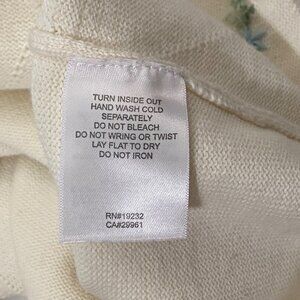 TURN INSIDE OUT
HAND WASH COLD
SEPARATELY
DO NOT BLEACH
DO NOT WRING OR TWIST
LAY FLAT TO DRY
DO NOT IRON
RN#19232
CA#29961